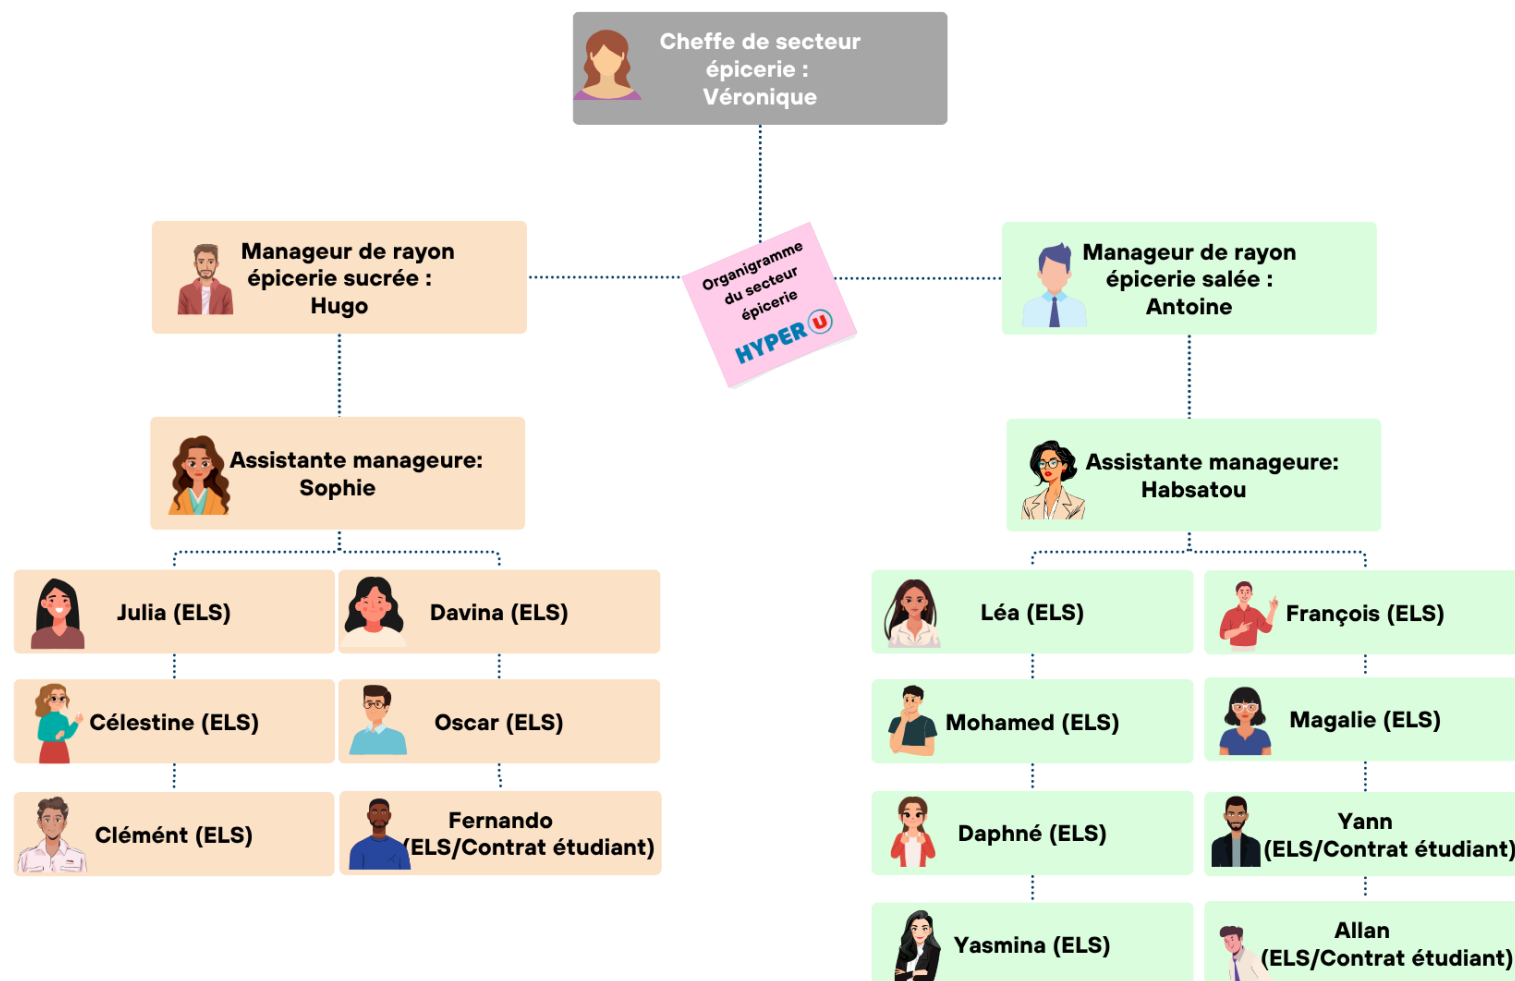 Cheffe de secteur
épicerie :
Véronique
Manageur de rayon
épicerie sucrée :
Hugo
Organigramme
du secteur
épicerie
HYPER U
Manageur de rayon
épicerie salée :
Antoine
Assistante manageure:
Sophie
Assistante manageure:
Habsatou
Julia (ELS)
Davina (ELS)
Léa (ELS)
François (ELS)
Célestine (ELS)
Oscar (ELS)
Mohamed (ELS)
Magalie (ELS)
Clémént (ELS)
Fernando
(ELS/Contrat étudiant)
Daphné (ELS)
Yann
(ELS/Contrat étudiant)
Yasmina (ELS)
Allan
(ELS/Contrat étudiant)